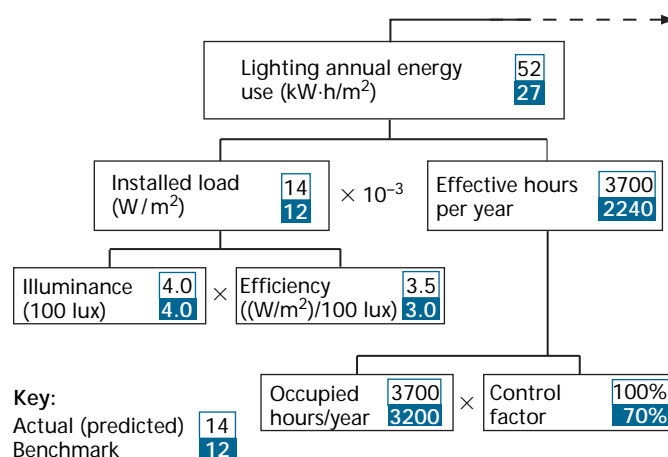 Lighting annual energy
use (kW·h/m²)
52
27
Installed load
(W/m²)
14
12
× 10⁻³
Effective hours
per year
3700
2240
Illuminance
(100 lux)
4.0
4.0
×
Efficiency
((W/m²)/100 lux)
3.5
3.0
Occupied
hours/year
3700
3200
×
Control
factor
100%
70%
Key:
Actual (predicted)
14
Benchmark
12